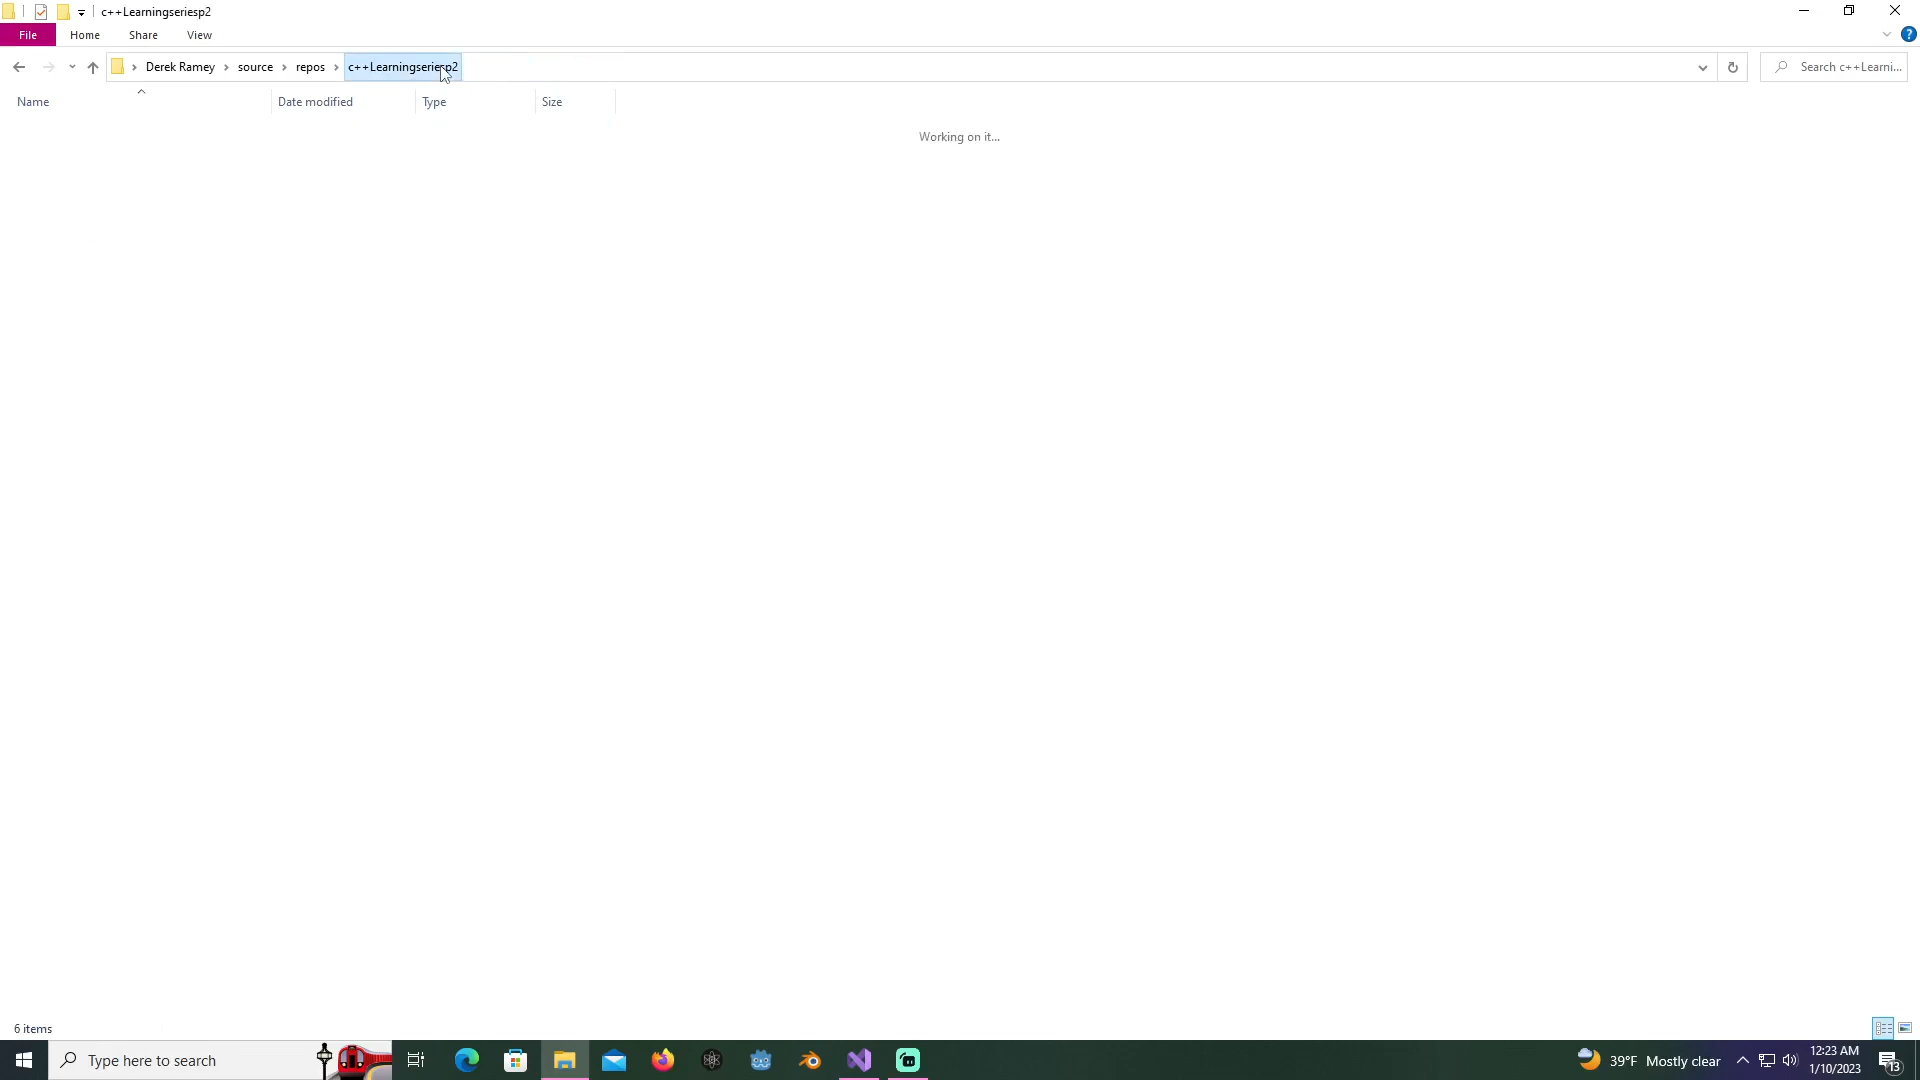 c++Learningseriesp2
File Home Share View
Derek Ramey source repos c++Learningseriesp2 Search c++Learni...
Name Date modified Type Size
Working on it...
6 items
Type here to search 39°F Mostly clear 12:23 AM
1/10/2023 13